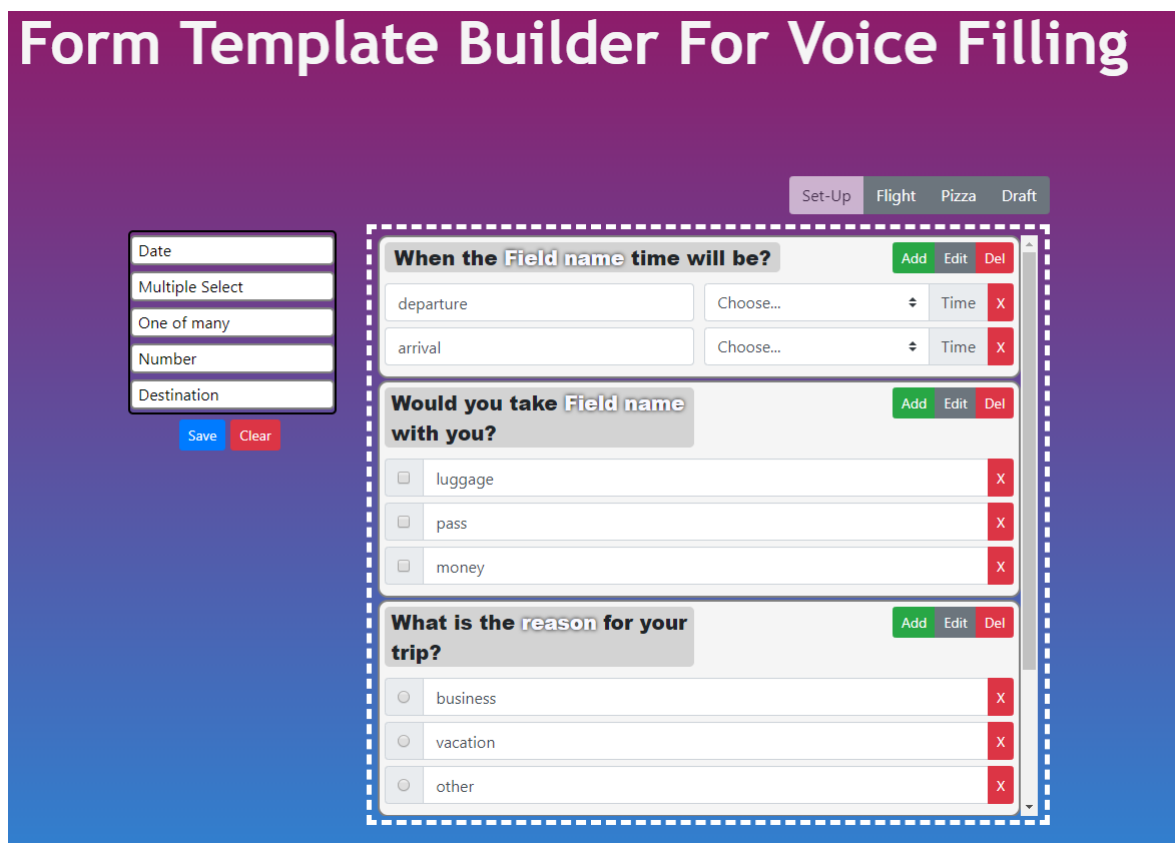 Form Template Builder For Voice Filling
Set-Up Flight Pizza Draft
Date
Multiple Select
One of many
Number
Destination
Save Clear
When the Field name time will be? Add Edit Del
departure Choose... Time X
arrival Choose... Time X
Would you take Field name Add Edit Del
with you?
luggage X
pass X
money X
What is the reason for your Add Edit Del
trip?
business X
vacation X
other X